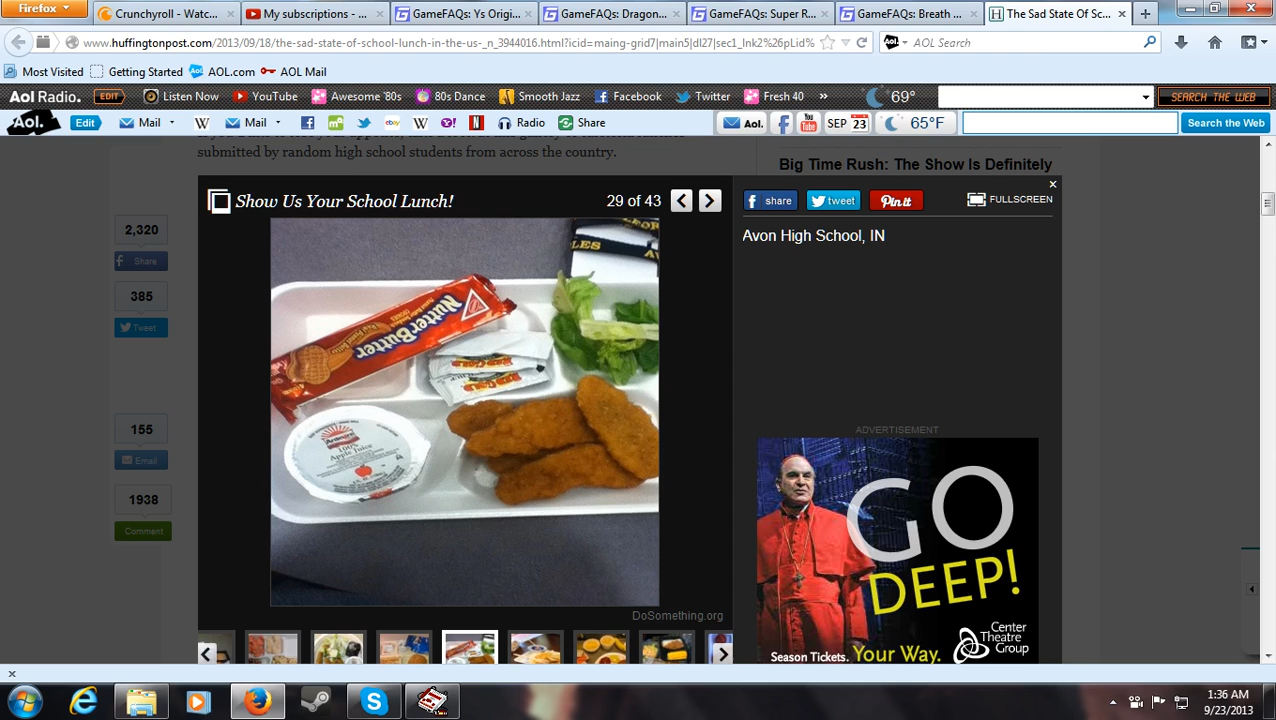 Firefox
Crunchyroll - Watc...
My subscriptions - ...
GameFAQs: Ys Origi...
GameFAQs: Dragon...
GameFAQs: Super R...
GameFAQs: Breath ...
The Sad State Of Sc...
www.huffingtonpost.com/2013/09/18/the-sad-state-of-school-lunch-in-the-us-_n_3944016.html?icid=maing-grid7|main5|dl27|sec1_lnk2%26pLid%
AOL Search
Most Visited
Getting Started
AOL.com
AOL Mail
Aol Radio.
EDIT
Listen Now
YouTube
Awesome '80s
80s Dance
Smooth Jazz
Facebook
Twitter
Fresh 40
69°
SEARCH THE WEB
Aol.
Edit
Mail
Mail
Radio
Share
Aol.
SEP 23
65°F
Search the Web
submitted by random high school students from across the country.
Big Time Rush: The Show Is Definitely
Show Us Your School Lunch!
29 of 43
share
tweet
Pin it
FULLSCREEN
Avon High School, IN
2,320
Share
385
Tweet
155
Email
1938
Comment
Nutter Butter
RED GOLD
RED GOLD
100%
Apple Juice
DoSomething.org
ADVERTISEMENT
GO
DEEP!
Season Tickets. Your Way.
Center
Theatre
Group
1:36 AM
9/23/2013